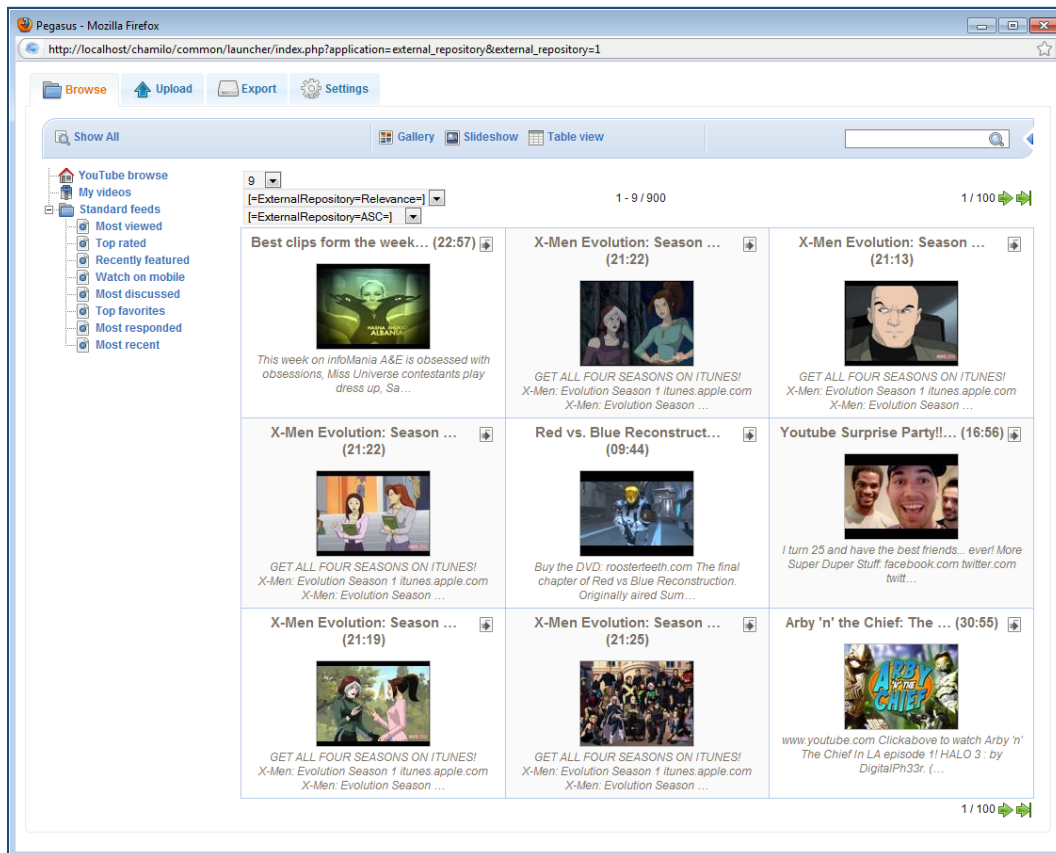 Pegasus - Mozilla Firefox
http://localhost/chamilo/common/launcher/index.php?application=external_repository&external_repository=1
Browse Upload Export Settings
Show All Gallery Slideshow Table view
YouTube browse
My videos
Standard feeds
Most viewed
Top rated
Recently featured
Watch on mobile
Most discussed
Top favorites
Most responded
Most recent
9
[=ExternalRepository=Relevance=]
[=ExternalRepository=ASC=]
1 - 9 / 900
1 / 100
Best clips form the week... (22:57)
HASNA XHUKICI
ALBANIA
This week on infoMania A&E is obsessed with
obsessions, Miss Universe contestants play
dress up, Sa…
X-Men Evolution: Season ...
(21:22)
GET ALL FOUR SEASONS ON ITUNES!
X-Men: Evolution Season 1 itunes.apple.com
X-Men: Evolution Season …
X-Men Evolution: Season ...
(21:13)
GET ALL FOUR SEASONS ON ITUNES!
X-Men: Evolution Season 1 itunes.apple.com
X-Men: Evolution Season …
X-Men Evolution: Season ...
(21:22)
GET ALL FOUR SEASONS ON ITUNES!
X-Men: Evolution Season 1 itunes.apple.com
X-Men: Evolution Season …
Red vs. Blue Reconstruct...
(09:44)
Buy the DVD: roosterteeth.com The final
chapter of Red vs Blue Reconstruction.
Originally aired Sum…
Youtube Surprise Party!!... (16:56)
I turn 25 and have the best friends... ever! More
Super Duper Stuff: facebook.com twitter.com
twitt…
X-Men Evolution: Season ...
(21:19)
GET ALL FOUR SEASONS ON ITUNES!
X-Men: Evolution Season 1 itunes.apple.com
X-Men: Evolution Season …
X-Men Evolution: Season ...
(21:25)
GET ALL FOUR SEASONS ON ITUNES!
X-Men: Evolution Season 1 itunes.apple.com
X-Men: Evolution Season …
Arby 'n' the Chief: The ... (30:55)
ARBY
'N' THE
CHIEF
www.youtube.com Clickabove to watch Arby 'n'
The Chief In LA episode 1! HALO 3 : by
DigitalPh33r. (…
1 / 100